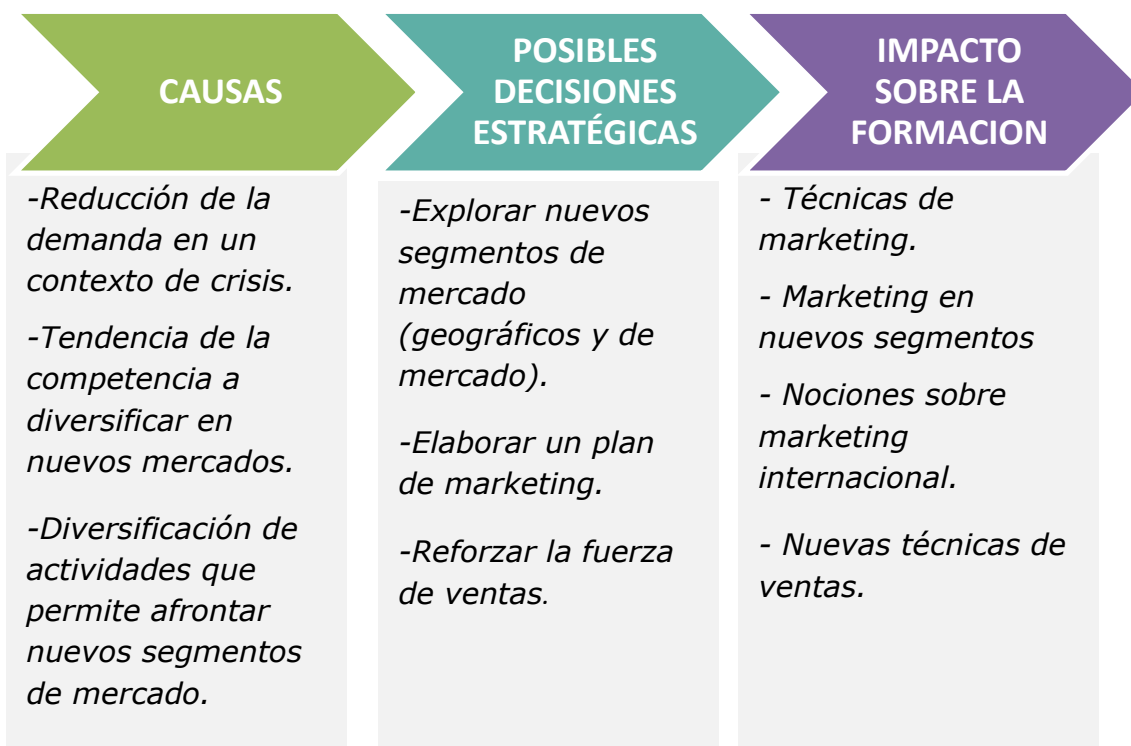 CAUSAS
-Reducción de la
demanda en un
contexto de crisis.
-Tendencia de la
competencia a
diversificar en
nuevos mercados.
-Diversificación de
actividades que
permite afrontar
nuevos segmentos
de mercado.
POSIBLES
DECISIONES
ESTRATÉGICAS
-Explorar nuevos
segmentos de
mercado
(geográficos y de
mercado).
-Elaborar un plan
de marketing.
-Reforzar la fuerza
de ventas.
IMPACTO
SOBRE LA
FORMACION
- Técnicas de
marketing.
- Marketing en
nuevos segmentos
- Nociones sobre
marketing
internacional.
- Nuevas técnicas de
ventas.